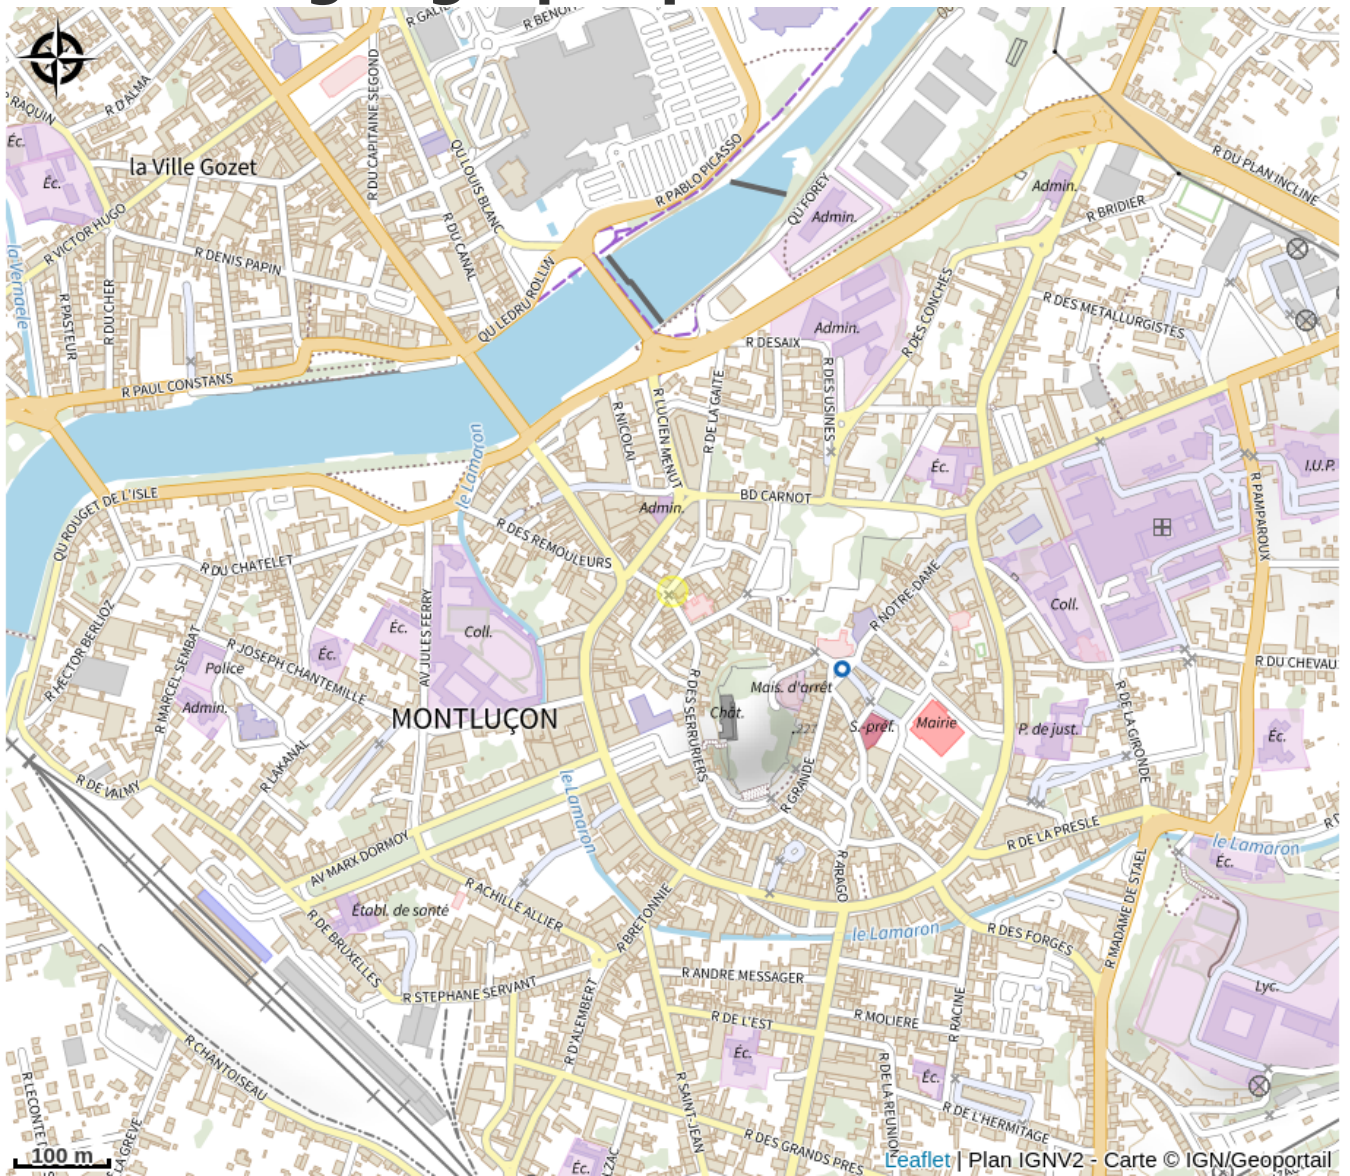 R GALIL
R BENOIT
QU
R D'ALMA
R RAQUIN
R DU CAPITAINE SEGOND
QU LOUIS BLANC
R PABLO PICASSO
R DU PLAN INCLINE
Éc.
Éc.
la Ville Gozet
Admin.
QU FOREY
Admin.
R BRIDIER
R VICTOR HUGO
R DU CANAL
R DENIS PAPIN
la Vernaele
R PASTEUR
R DU CHER
QU LEDRU ROLLIN
R DES CONCHES
R DES METALLURGISTES
Admin.
R DESAIX
R PAUL CONSTANS
R DE LA GAITE
R DES USINES
R NICOLAI
R LUCIEN MENUT
le Lamaron
Éc.
I.U.P.
R PAMPAROUX
QU ROUGET DE L'ISLE
BD CARNOT
Admin.
R DES REMOULEURS
R DU CHATELET
R NOTRE-DAME
Coll.
R HECTOR BERLIOZ
AV JULES FERRY
Éc.
Coll.
R MARCEL SEMBAT
R JOSEPH CHANTEMILLE
Éc.
Police
R DU CHEVAU
Mais. d'arrêt
R DES SERRURIERS
R DE LA GIRONDE
Admin.
MONTLUÇON
Chât.
227
S.-préf.
Mairie
P. de just.
Éc.
R LAKANAL
R DE VALMY
R GRANDE
le Lamaron
R DE LA PRESLE
le Lamaron
AV MARX DORMOY
R ARAGO
Éc.
R ACHILLE ALLIER
Établ. de santé
R BRETONNIE
R MADAME DE STAEL
R DE BRUXELLES
le Lamaron
R DES FORGES
R ANDRE MESSAGER
R STEPHANE SERVANT
Lyc.
R D'ALEMBERT
R DE L'EST
R MOLIERE
R RACINE
R CHANTOISEAU
Éc.
R DE LA REUNION
Éc.
R LECONTE
LA GREVE
R SAINT-JEAN
R DE L'HERMITAGE
R DES GRANDS PRES
ZAC
Éc.
100 m
Leaflet | Plan IGNV2 - Carte © IGN/Geoportail